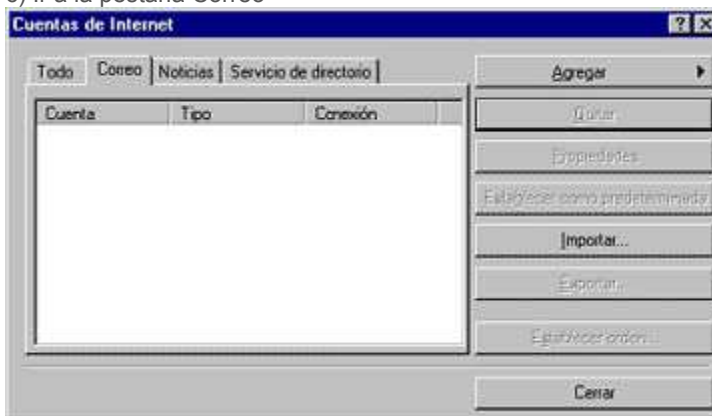 Ir a la pestaña Correo
Cuentas de Internet
Todo Correo Noticias Servicio de directorio
Agregar
Cuenta Tipo Conexión
Quitar
Propiedades
Establecer como predeterminada
Importar...
Exportar...
Establecer orden...
Cerrar